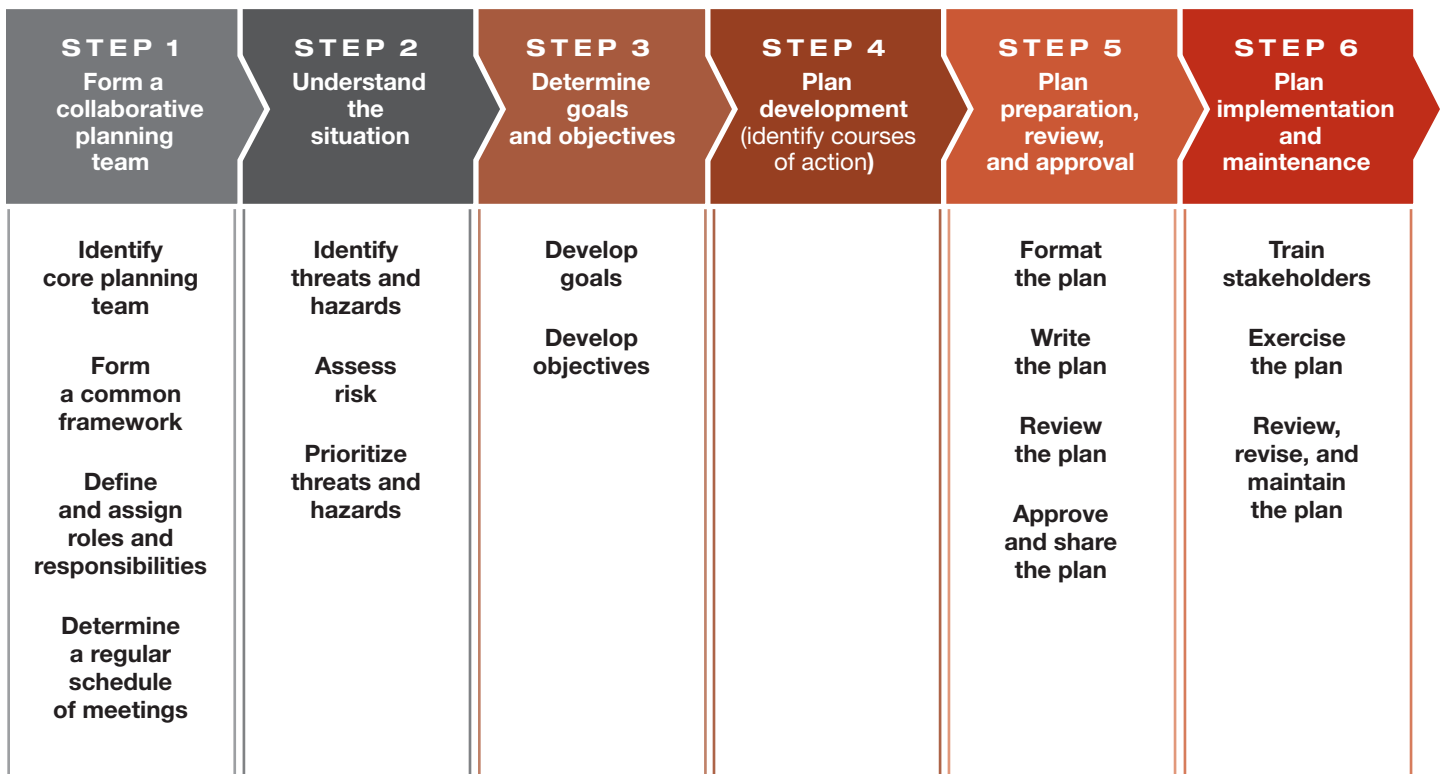 STEP 1
Form a
collaborative
planning
team
STEP 2
Understand
the
situation
STEP 3
Determine
goals
and objectives
STEP 4
Plan
development
(identify courses
of action)
STEP 5
Plan
preparation,
review,
and approval
STEP 6
Plan
implementation
and
maintenance
Identify
core planning
team
Form
a common
framework
Define
and assign
roles and
responsibilities
Determine
a regular
schedule
of meetings
Identify
threats and
hazards
Assess
risk
Prioritize
threats and
hazards
Develop
goals
Develop
objectives
Format
the plan
Write
the plan
Review
the plan
Approve
and share
the plan
Train
stakeholders
Exercise
the plan
Review,
revise, and
maintain
the plan